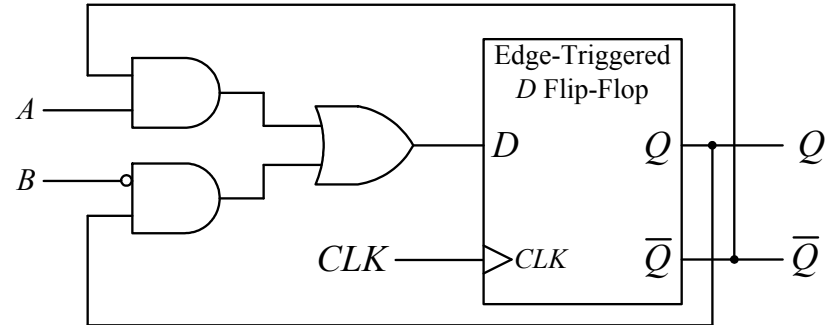 Edge-Triggered
D Flip-Flop
A
B
D
Q
Q
CLK
CLK
Q̅
Q̅